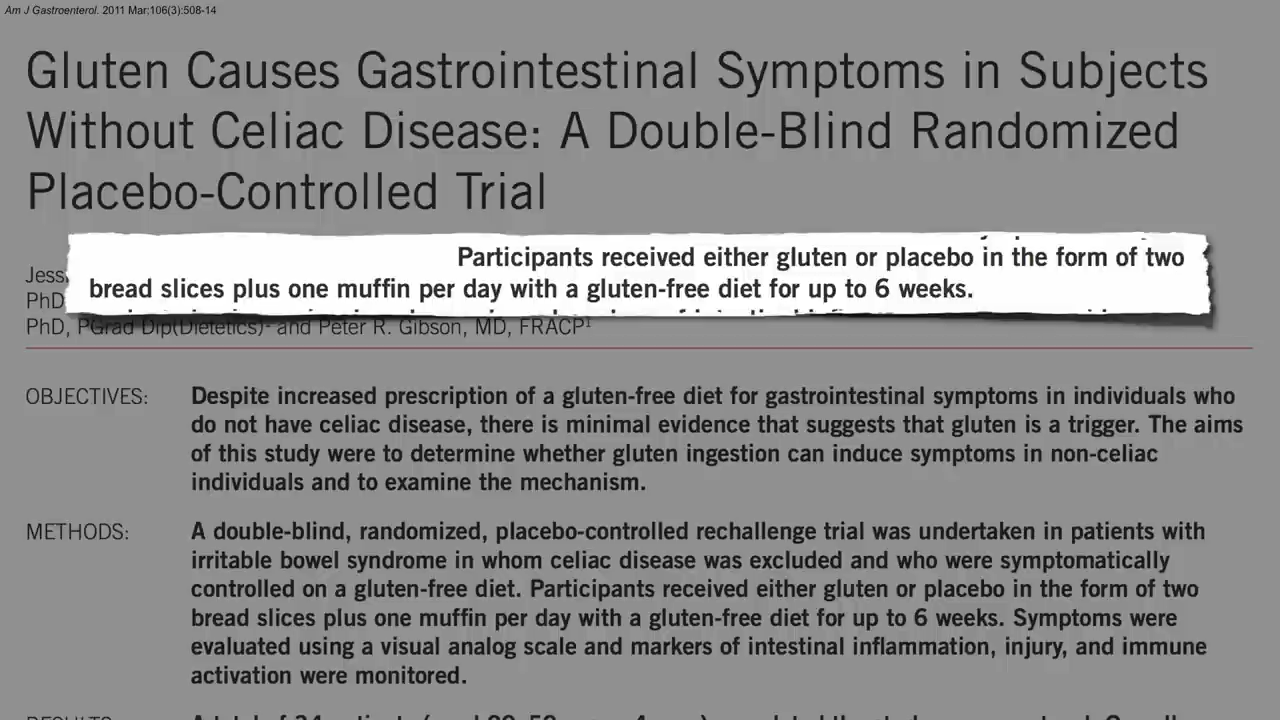 Am J Gastroenterol. 2011 Mar;106(3):508-14
Gluten Causes Gastrointestinal Symptoms in Subjects
Without Celiac Disease: A Double-Blind Randomized
Placebo-Controlled Trial
Participants received either gluten or placebo in the form of two
bread slices plus one muffin per day with a gluten-free diet for up to 6 weeks.
PhD
PhD, PGrad Dip(Dietetics)¹ and Peter R. Gibson, MD, FRACP¹
OBJECTIVES: Despite increased prescription of a gluten-free diet for gastrointestinal symptoms in individuals who
do not have celiac disease, there is minimal evidence that suggests that gluten is a trigger. The aims
of this study were to determine whether gluten ingestion can induce symptoms in non-celiac
individuals and to examine the mechanism.
METHODS: A double-blind, randomized, placebo-controlled rechallenge trial was undertaken in patients with
irritable bowel syndrome in whom celiac disease was excluded and who were symptomatically
controlled on a gluten-free diet. Participants received either gluten or placebo in the form of two
bread slices plus one muffin per day with a gluten-free diet for up to 6 weeks. Symptoms were
evaluated using a visual analog scale and markers of intestinal inflammation, injury, and immune
activation were monitored.